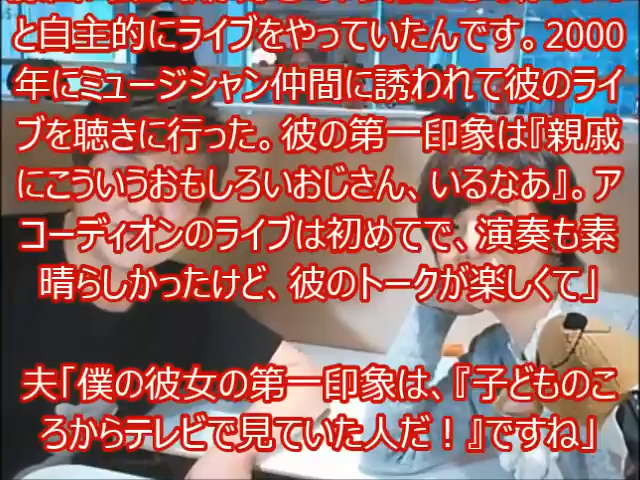 と自主的にライブをやっていたんです。2000
年にミュージシャン仲間に誘われて彼のライ
ブを聴きに行った。彼の第一印象は『親戚
にこういうおもしろいおじさん、いるなあ』。ア
コーディオンのライブは初めてで、演奏も素
晴らしかったけど、彼のトークが楽しくて」
夫「僕の彼女の第一印象は、『子どものこ
ろからテレビで見ていた人だ！』ですね」